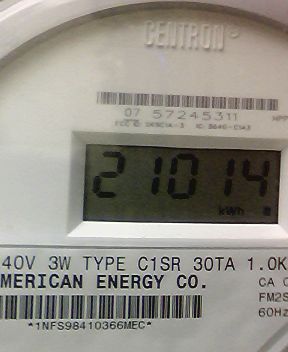 CENTRON®
07 57245311
21014
kWh
40V 3W TYPE C1SR 30TA 1.0K
MERICAN ENERGY CO.
CA 0
FM2S
60Hz
*1NFS98410366MEC*